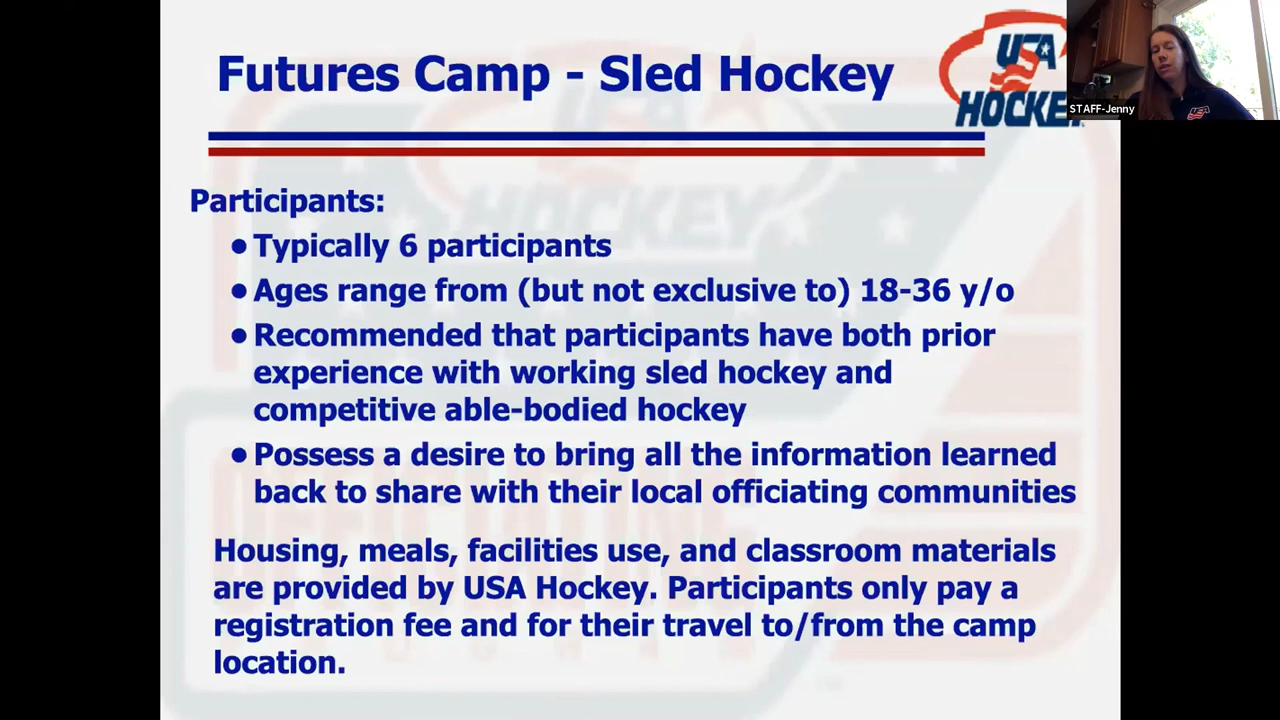 Futures Camp - Sled Hockey
USA
HOCKEY
STAFF-Jenny
Participants:
● Typically 6 participants
● Ages range from (but not exclusive to) 18-36 y/o
● Recommended that participants have both prior
experience with working sled hockey and
competitive able-bodied hockey
● Possess a desire to bring all the information learned
back to share with their local officiating communities
Housing, meals, facilities use, and classroom materials
are provided by USA Hockey. Participants only pay a
registration fee and for their travel to/from the camp
location.